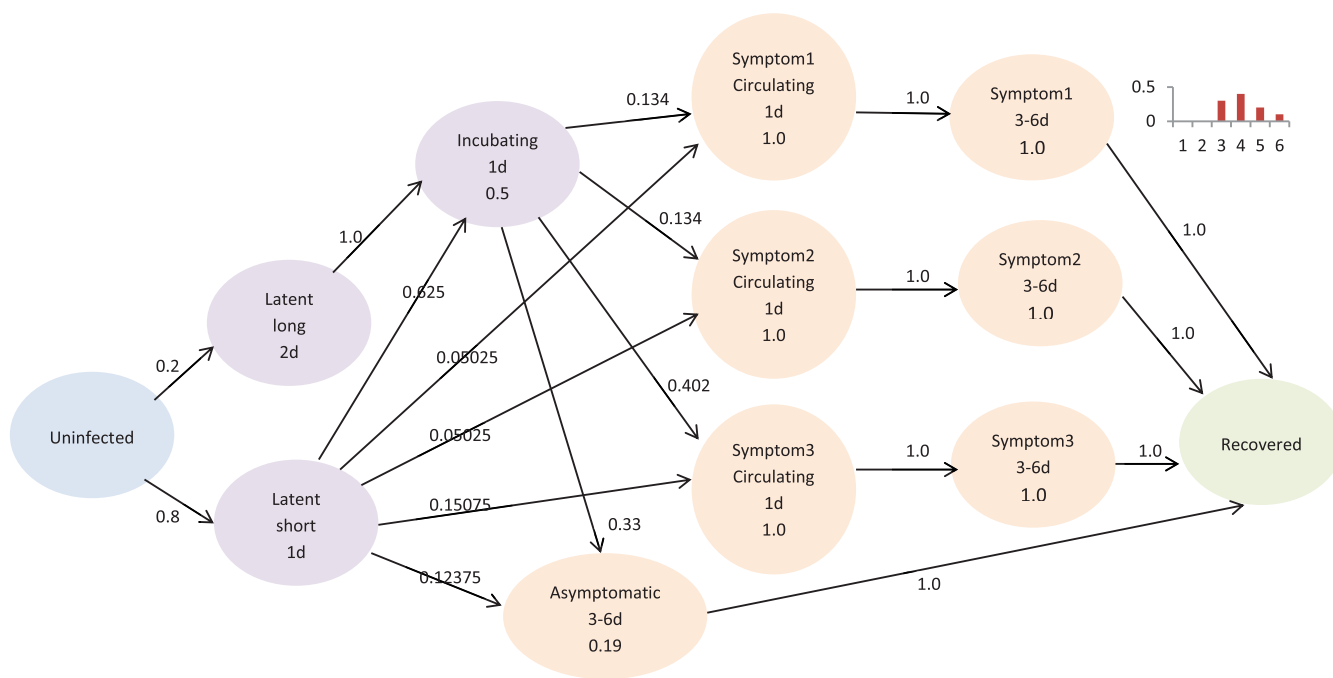 Uninfected
0.2
0.8
Latent
long
2d
Latent
short
1d
1.0
0.625
0.05025
0.05025
0.15075
0.12375
Incubating
1d
0.5
0.134
0.134
0.402
0.33
Symptom1
Circulating
1d
1.0
Symptom2
Circulating
1d
1.0
Symptom3
Circulating
1d
1.0
Asymptomatic
3-6d
0.19
1.0
1.0
1.0
1.0
Symptom1
3-6d
1.0
Symptom2
3-6d
1.0
Symptom3
3-6d
1.0
0.5
0
1 2 3 4 5 6
1.0
1.0
1.0
Recovered